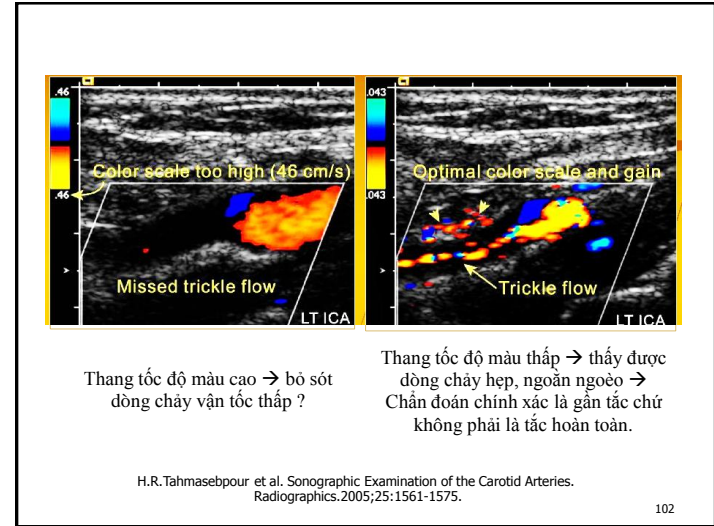 .46
.46
Color scale too high (46 cm/s)
Missed trickle flow
LT ICA
.043
.043
Optimal color scale and gain
Trickle flow
LT ICA
Thang tốc độ màu cao → bỏ sót
dòng chảy vận tốc thấp ?
Thang tốc độ màu thấp → thấy được
dòng chảy hẹp, ngoằn ngoèo →
Chẩn đoán chính xác là gần tắc chứ
không phải là tắc hoàn toàn.
H.R.Tahmasebpour et al. Sonographic Examination of the Carotid Arteries.
Radiographics.2005;25:1561-1575.
102